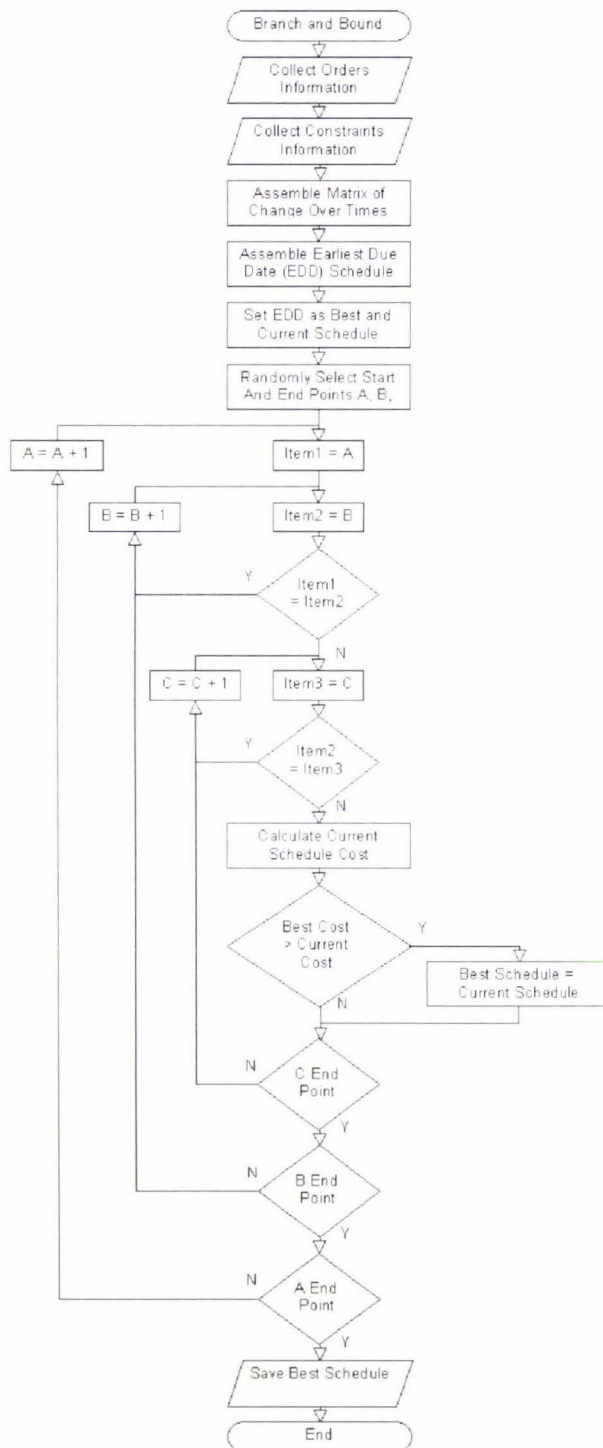 Branch and Bound
Collect Orders
Information
Collect Constraints
Information
Assemble Matrix of
Change Over Times
Assemble Earliest Due
Date (EDD) Schedule
Set EDD as Best and
Current Schedule
Randomly Select Start
And End Points A, B,
A = A + 1
Item1 = A
B = B + 1
Item2 = B
Y
Item1
= Item2
N
C = C + 1
Item3 = C
Y
Item2
= Item3
N
Calculate Current
Schedule Cost
Best Cost
> Current
Cost
Y
Best Schedule =
Current Schedule
N
N
C End
Point
Y
N
B End
Point
Y
N
A End
Point
Y
Save Best Schedule
End